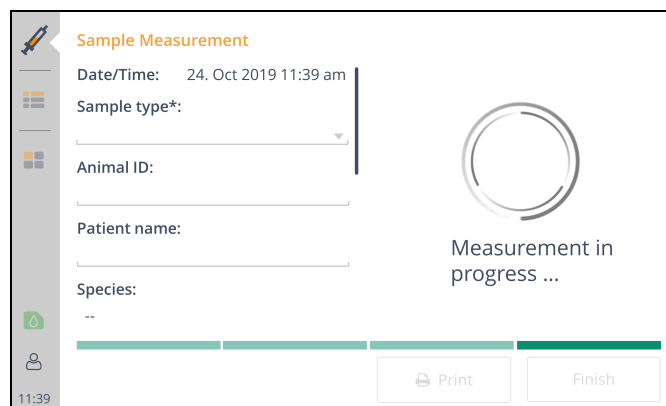 Sample Measurement
Date/Time: 24. Oct 2019 11:39 am
Sample type*:
Animal ID:
Patient name:
Species:
--
Measurement in
progress ...
Print
Finish
11:39